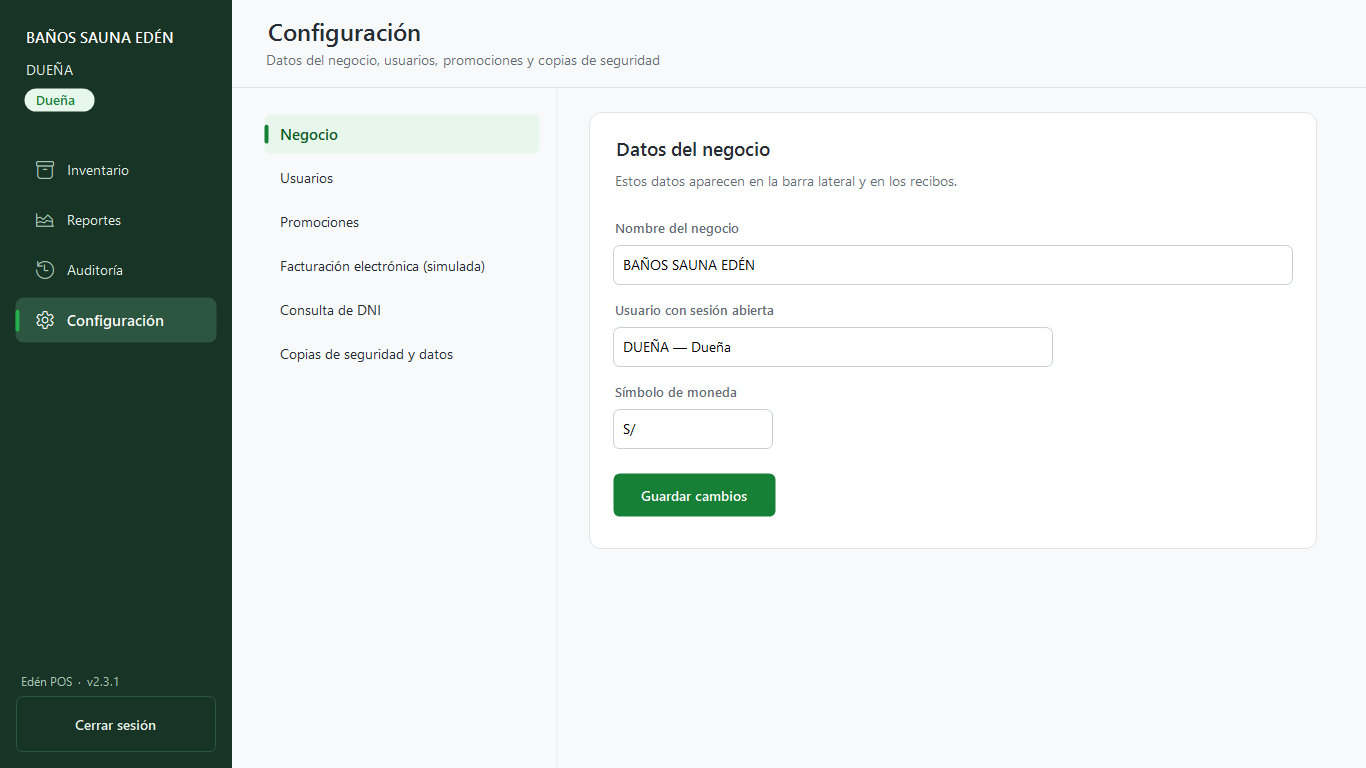 BAÑOS SAUNA EDÉN
DUEÑA
Dueña
Inventario
Reportes
Auditoría
Configuración
Edén POS · v2.3.1
Cerrar sesión
Configuración
Datos del negocio, usuarios, promociones y copias de seguridad
Negocio
Usuarios
Promociones
Facturación electrónica (simulada)
Consulta de DNI
Copias de seguridad y datos
Datos del negocio
Estos datos aparecen en la barra lateral y en los recibos.
Nombre del negocio
BAÑOS SAUNA EDÉN
Usuario con sesión abierta
DUEÑA — Dueña
Símbolo de moneda
S/
Guardar cambios